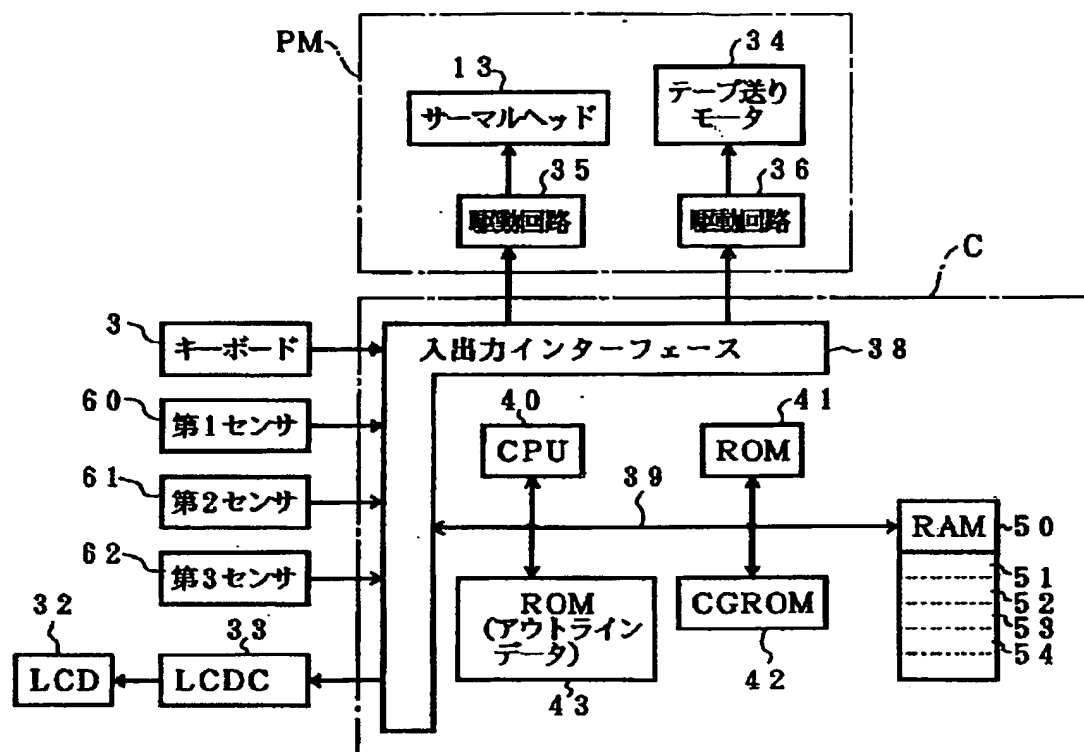 PM
13
サーマルヘッド
34
テープ送り
モータ
35
駆動回路
36
駆動回路
C
3
キーボード
入出力インターフェース
38
60
第1センサ
40
CPU
41
ROM
61
第2センサ
39
RAM
50
62
第3センサ
51
52
53
54
ROM
(アウトライン
データ)
43
CGROM
42
32
LCD
33
LCDC